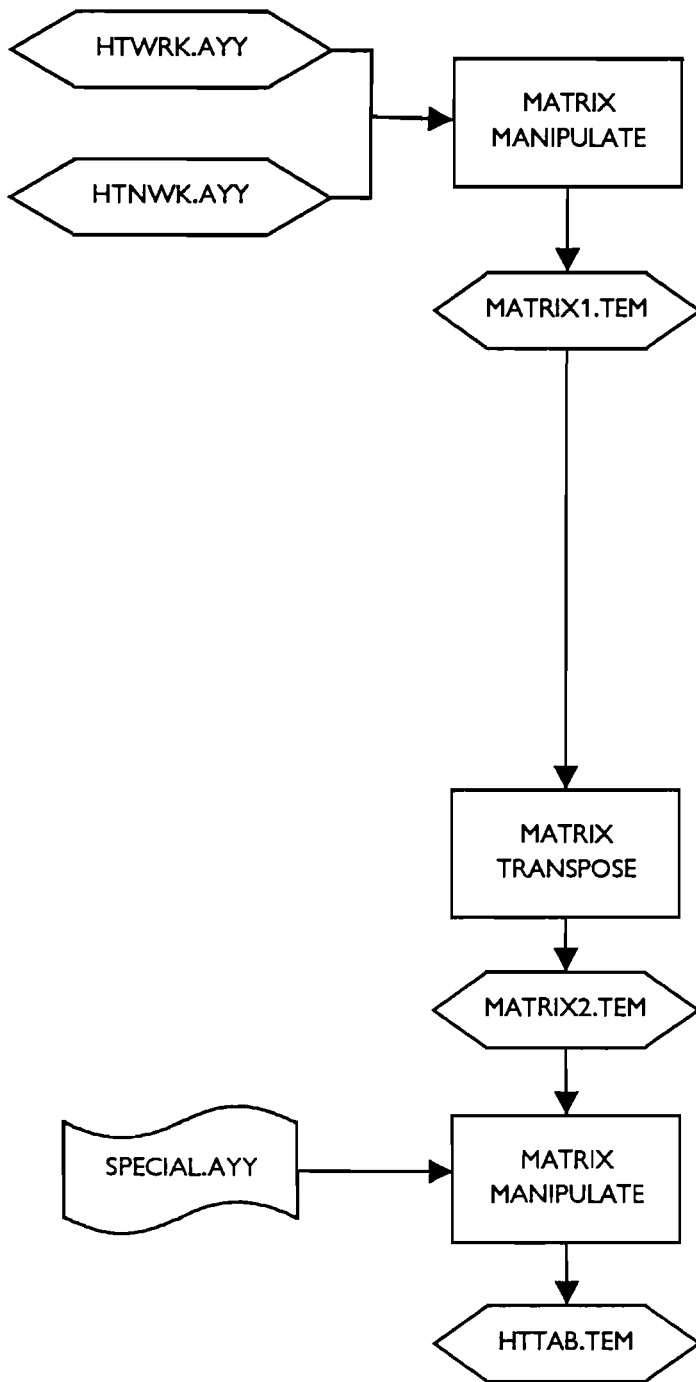 HTWRK.AYY
MATRIX
MANIPULATE
HTNWK.AYY
MATRIX1.TEM
MATRIX
TRANSPOSE
MATRIX2.TEM
SPECIAL.AYY
MATRIX
MANIPULATE
HTTAB.TEM